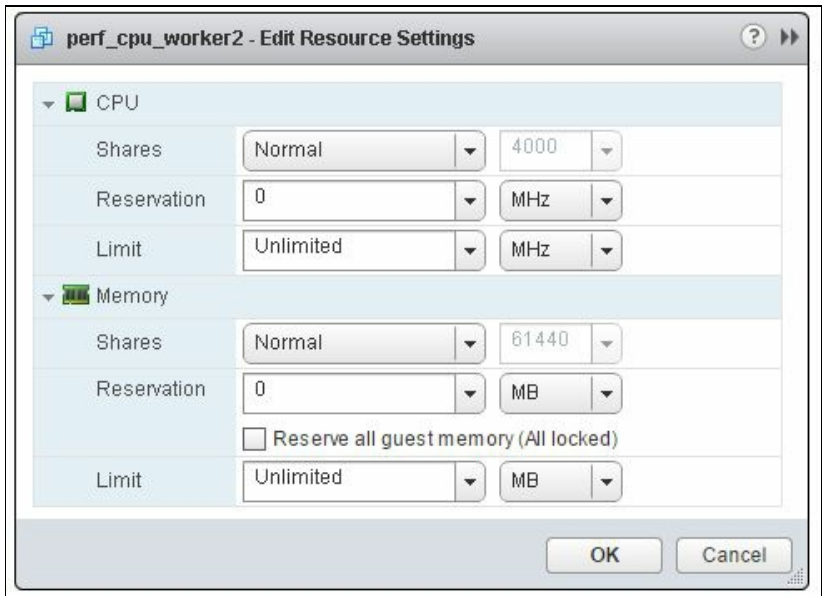 perf_cpu_worker2 - Edit Resource Settings ?
CPU
Shares Normal 4000
Reservation 0 MHz
Limit Unlimited MHz
Memory
Shares Normal 61440
Reservation 0 MB
Reserve all guest memory (All locked)
Limit Unlimited MB
OK Cancel